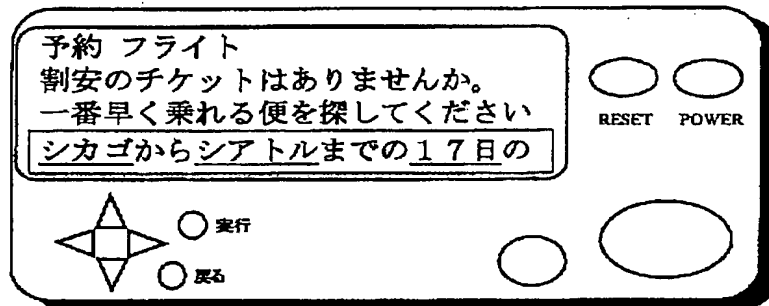 予約 フライト
割安のチケットはありませんか。
一番早く乗れる便を探してください
シカゴからシアトルまでの17日の
RESET POWER
実行
戻る